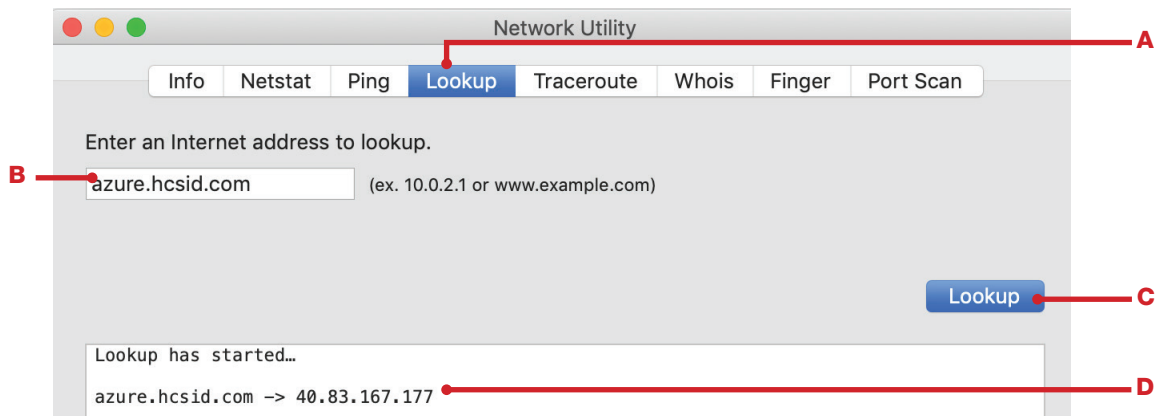 Network Utility
A
Info Netstat Ping Lookup Traceroute Whois Finger Port Scan
Enter an Internet address to lookup.
B
azure.hcsid.com (ex. 10.0.2.1 or www.example.com)
Lookup
C
Lookup has started…
azure.hcsid.com -> 40.83.167.177
D